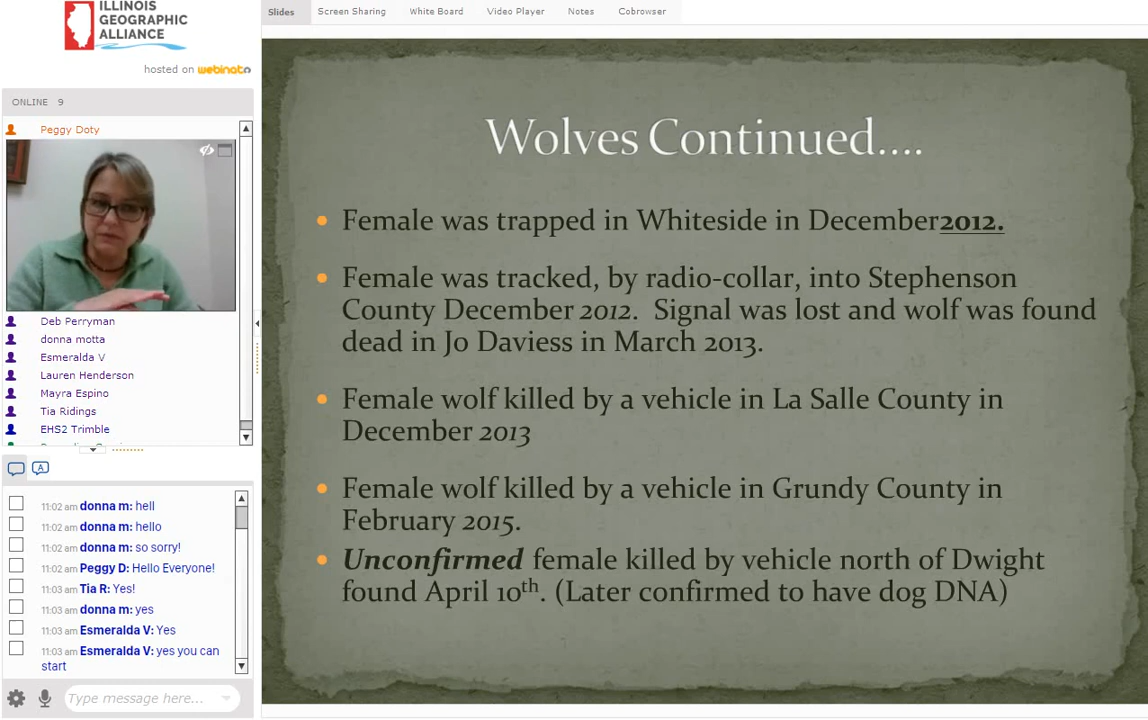 ILLINOIS
GEOGRAPHIC
ALLIANCE
hosted on webinato
ONLINE 9
Peggy Doty
Deb Perryman
donna motta
Esmeralda V
Lauren Henderson
Mayra Espino
Tia Ridings
EHS2 Trimble
11:02 am donna m: hell
11:02 am donna m: hello
11:02 am donna m: so sorry!
11:02 am Peggy D: Hello Everyone!
11:03 am Tia R: Yes!
11:03 am donna m: yes
11:03 am Esmeralda V: Yes
11:03 am Esmeralda V: yes you can
start
Type message here...
Slides Screen Sharing White Board Video Player Notes Cobrowser
Wolves Continued....
Female was trapped in Whiteside in December2012.
Female was tracked, by radio-collar, into Stephenson
County December 2012. Signal was lost and wolf was found
dead in Jo Daviess in March 2013.
Female wolf killed by a vehicle in La Salle County in
December 2013
Female wolf killed by a vehicle in Grundy County in
February 2015.
Unconfirmed female killed by vehicle north of Dwight
found April 10th. (Later confirmed to have dog DNA)